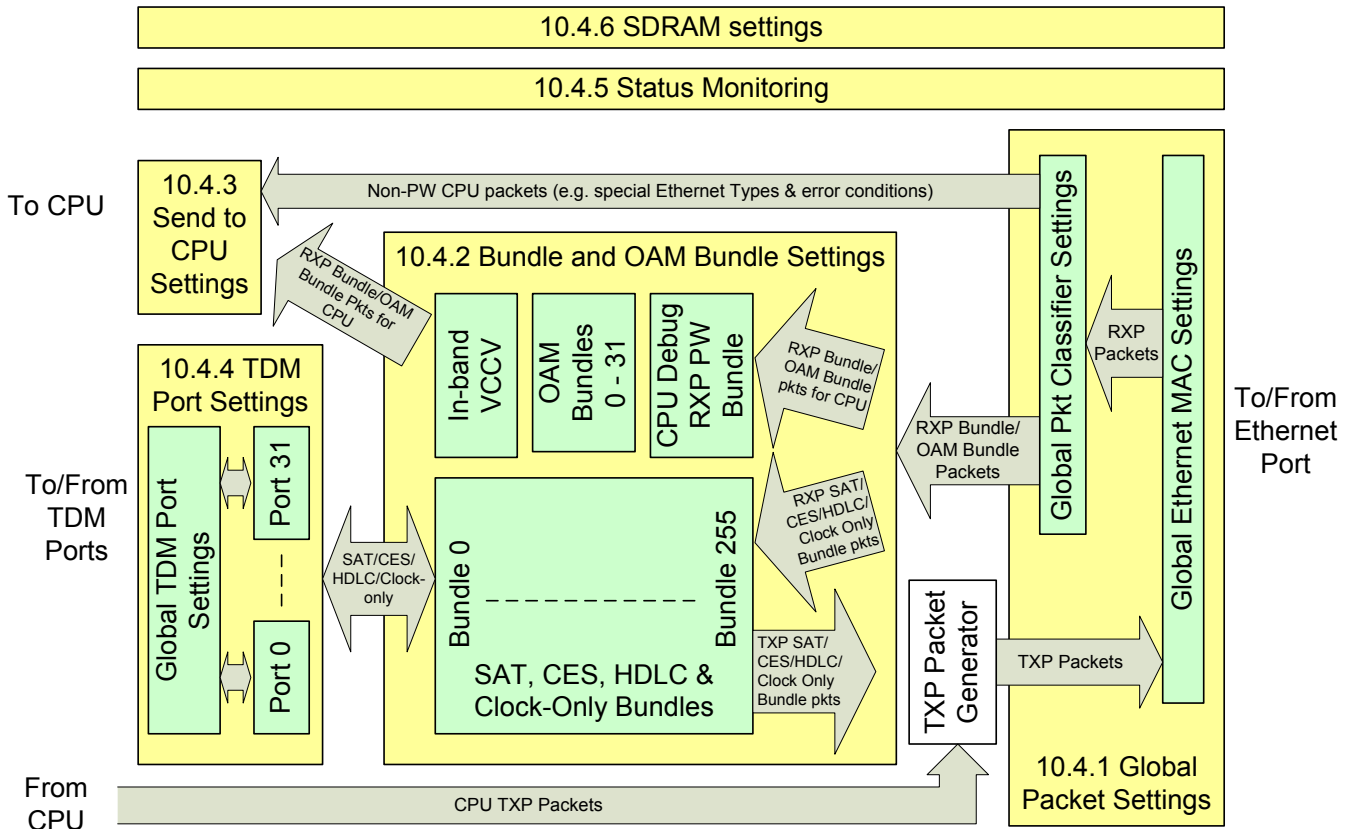 10.4.6 SDRAM settings
10.4.5 Status Monitoring
To CPU
10.4.3
Send to
CPU
Settings
Non-PW CPU packets (e.g. special Ethernet Types & error conditions)
RXP Bundle/OAM
Bundle Pkts for
CPU
10.4.2 Bundle and OAM Bundle Settings
In-band
VCCV
OAM
Bundles
0 - 31
CPU Debug
RXP PW
Bundle
RXP Bundle/
OAM Bundle
pkts for CPU
RXP Bundle/
OAM Bundle
Packets
Global Pkt Classifier Settings
RXP
Packets
Global Ethernet MAC Settings
To/From
Ethernet
Port
10.4.4 TDM
Port Settings
To/From
TDM
Ports
Global TDM Port
Settings
Port 31
Port 0
SAT/CES/
HDLC/Clock-
only
Bundle 0
Bundle 255
SAT, CES, HDLC &
Clock-Only Bundles
RXP SAT/
CES/HDLC/
Clock Only
Bundle pkts
TXP SAT/
CES/HDLC/
Clock Only
Bundle pkts
TXP Packet
Generator
TXP Packets
10.4.1 Global
Packet Settings
From
CPU
CPU TXP Packets